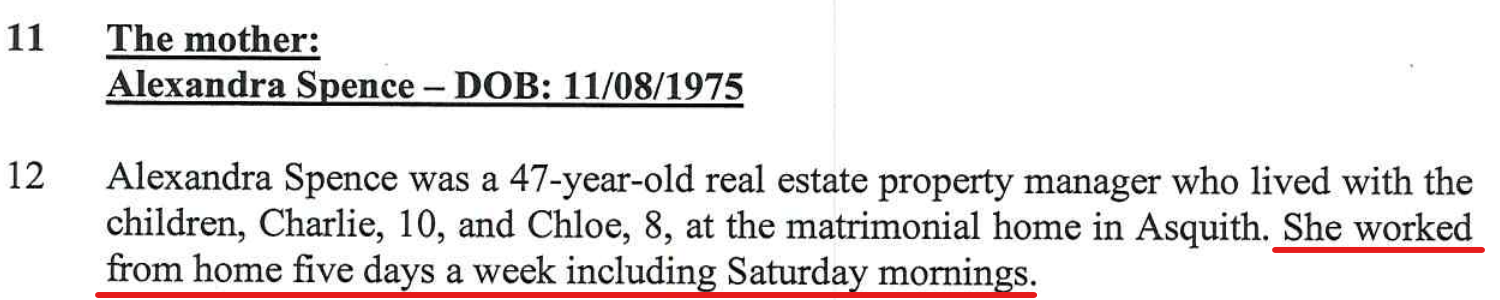 11 The mother:
Alexandra Spence – DOB: 11/08/1975
12 Alexandra Spence was a 47-year-old real estate property manager who lived with the
children, Charlie, 10, and Chloe, 8, at the matrimonial home in Asquith. She worked
from home five days a week including Saturday mornings.